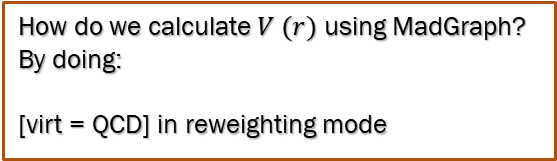 How do we calculate V (r) using MadGraph?
By doing:
[virt = QCD] in reweighting mode